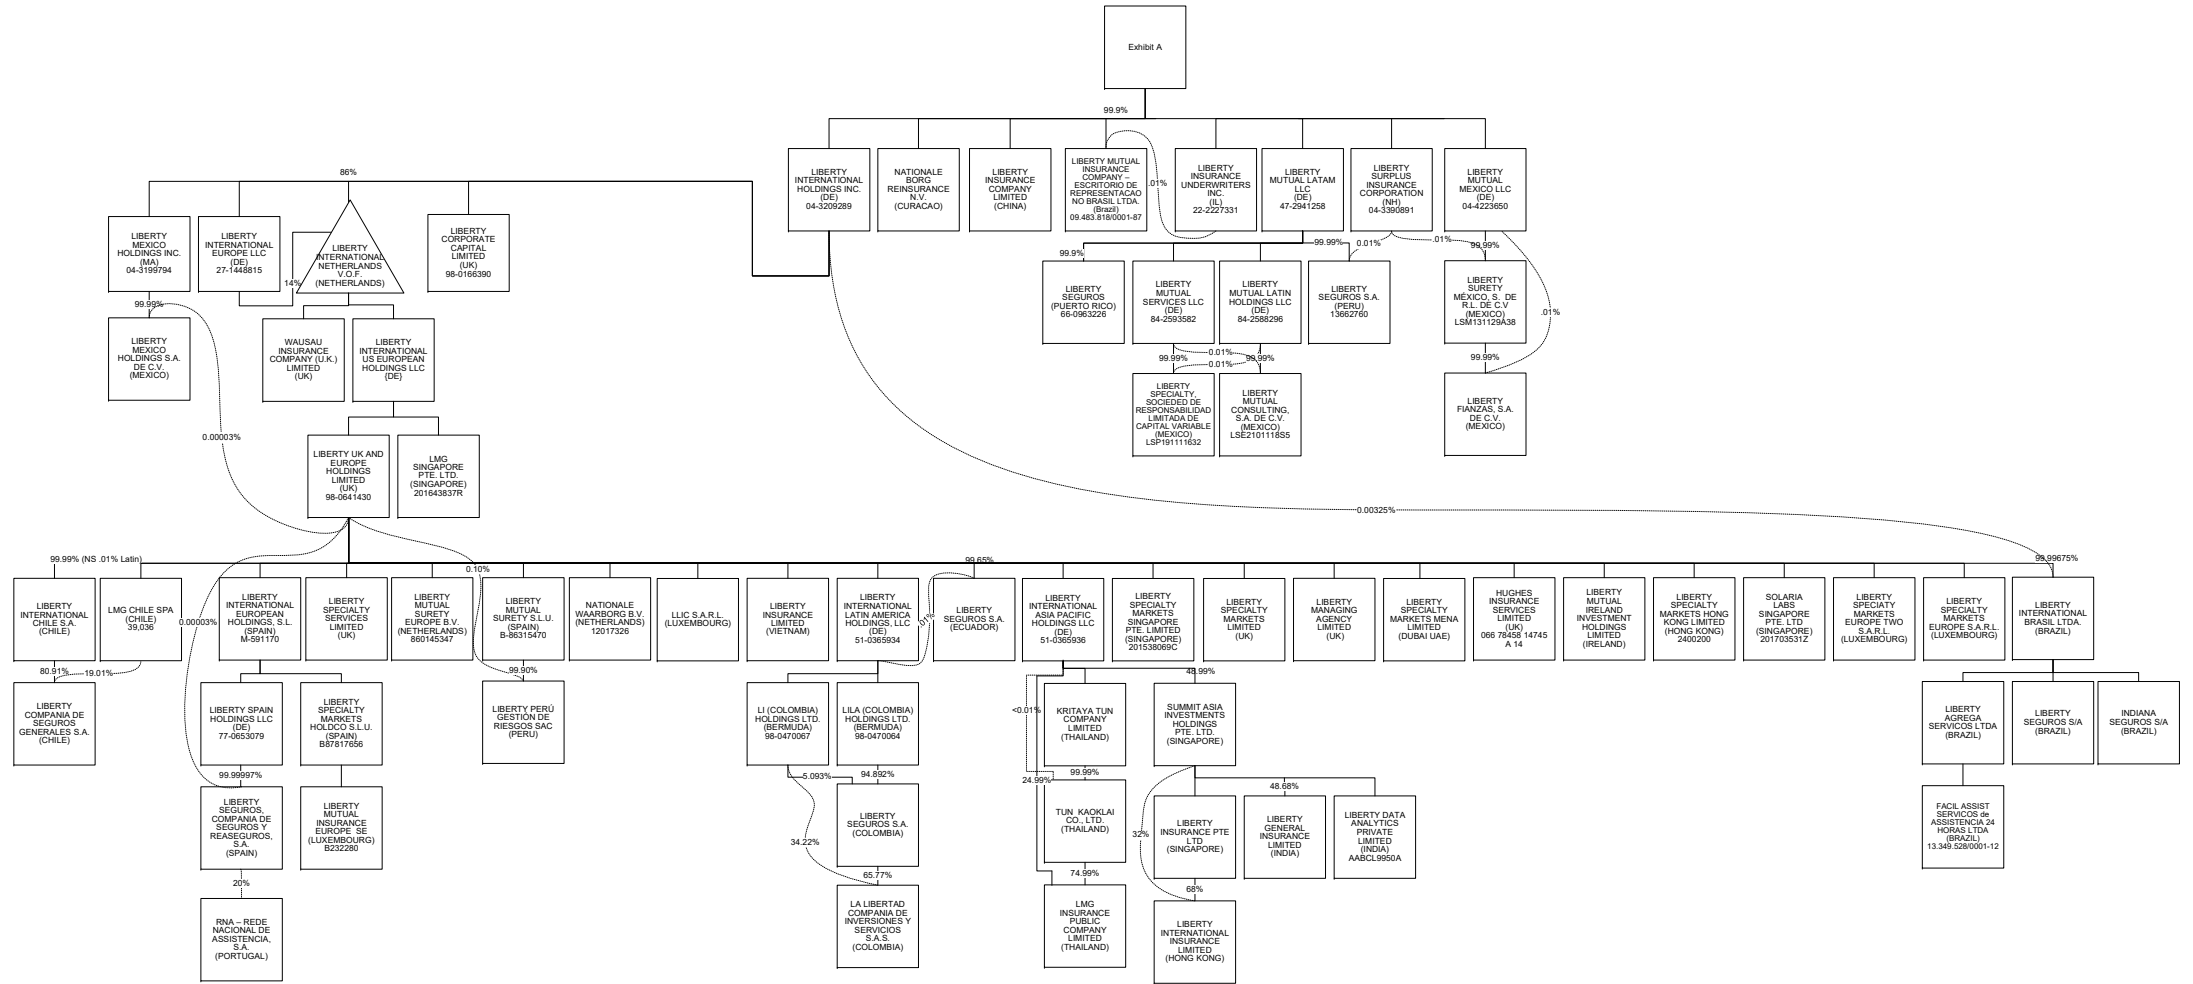 Exhibit A
99.9%
LIBERTY
INTERNATIONAL
HOLDINGS INC.
(DE)
04-3209289
NATIONALE
BORG
REINSURANCE
N.V.
(CURACAO)
LIBERTY
INSURANCE
COMPANY
LIMITED
(CHINA)
LIBERTY MUTUAL
INSURANCE
COMPANY –
ESCRITORIO DE
REPRESENTACAO
NO BRASIL LTDA.
(Brazil)
09.483.818/0001-87
.01%
LIBERTY
INSURANCE
UNDERWRITERS
INC.
(IL)
22-2227331
LIBERTY
MUTUAL LATAM
LLC
(DE)
47-2941258
LIBERTY
SURPLUS
INSURANCE
CORPORATION
(NH)
04-3390891
LIBERTY
MUTUAL
MEXICO LLC
(DE)
04-4223650
86%
LIBERTY
MEXICO
HOLDINGS INC.
(MA)
04-3199794
LIBERTY
INTERNATIONAL
EUROPE LLC
(DE)
27-1448815
14%
LIBERTY
INTERNATIONAL
NETHERLANDS
V.O.F.
(NETHERLANDS)
LIBERTY
CORPORATE
CAPITAL
LIMITED
(UK)
98-0166390
99.9%
99.99%
0.01%
.01%
99.99%
LIBERTY
SEGUROS
(PUERTO RICO)
66-0963226
LIBERTY
MUTUAL
SERVICES LLC
(DE)
84-2593582
LIBERTY
MUTUAL LATIN
HOLDINGS LLC
(DE)
84-2588296
LIBERTY
SEGUROS S.A.
(PERU)
13662760
LIBERTY
SURETY
MÉXICO, S.  DE
R.L. DE C.V
(MEXICO)
LSM131129A38
.01%
99.99%
LIBERTY
MEXICO
HOLDINGS S.A.
DE C.V.
(MEXICO)
WAUSAU
INSURANCE
COMPANY (U.K.)
LIMITED
(UK)
LIBERTY
INTERNATIONAL
US EUROPEAN
HOLDINGS LLC
(DE)
99.99%
0.01%
0.01%
99.99%
99.99%
LIBERTY
SPECIALTY,
SOCIEDED DE
RESPONSABILIDAD
LIMITADA DE
CAPITAL VARIABLE
(MEXICO)
LSP191111632
LIBERTY
MUTUAL
CONSULTING,
S.A. DE C.V.
(MEXICO)
LSE2101118S5
LIBERTY
FIANZAS, S.A.
DE C.V.
(MEXICO)
0.00003%
LIBERTY UK AND
EUROPE
HOLDINGS
LIMITED
(UK)
98-0641430
LMG
SINGAPORE
PTE. LTD.
(SINGAPORE)
201643837R
0.00325%
99.99% (NS .01% Latin)
0.10%
99.65%
99.99675%
LIBERTY
INTERNATIONAL
CHILE S.A.
(CHILE)
LMG CHILE SPA
(CHILE)
39,036
0.00003%
LIBERTY
INTERNATIONAL
EUROPEAN
HOLDINGS, S.L.
(SPAIN)
M-591170
LIBERTY
SPECIALTY
SERVICES
LIMITED
(UK)
LIBERTY
MUTUAL
SURETY
EUROPE B.V.
(NETHERLANDS)
860145347
LIBERTY
MUTUAL
SURETY S.L.U.
(SPAIN)
B-86315470
NATIONALE
WAARBORG B.V.
(NETHERLANDS)
12017326
LLIC S.A.R.L.
(LUXEMBOURG)
LIBERTY
INSURANCE
LIMITED
(VIETNAM)
LIBERTY
INTERNATIONAL
LATIN AMERICA
HOLDINGS, LLC
(DE)
51-0365934
.01%
LIBERTY
SEGUROS S.A.
(ECUADOR)
LIBERTY
INTERNATIONAL
ASIA PACIFIC
HOLDINGS LLC
(DE)
51-0365936
LIBERTY
SPECIALTY
MARKETS
SINGAPORE
PTE. LIMITED
(SINGAPORE)
201538069C
LIBERTY
SPECIALTY
MARKETS
LIMITED
(UK)
LIBERTY
MANAGING
AGENCY
LIMITED
(UK)
LIBERTY
SPECIALTY
MARKETS MENA
LIMITED
(DUBAI UAE)
HUGHES
INSURANCE
SERVICES
LIMITED
(UK)
066 78458 14745
A 14
LIBERTY
MUTUAL
IRELAND
INVESTMENT
HOLDINGS
LIMITED
(IRELAND)
LIBERTY
SPECIALTY
MARKETS HONG
KONG LIMITED
(HONG KONG)
2400200
SOLARIA
LABS
SINGAPORE
PTE. LTD
(SINGAPORE)
201703531Z
LIBERTY
SPECIATY
MARKETS
EUROPE TWO
S.A.R.L.
(LUXEMBOURG)
LIBERTY
SPECIALTY
MARKETS
EUROPE S.A.R.L.
(LUXEMBOURG)
LIBERTY
INTERNATIONAL
BRASIL LTDA.
(BRAZIL)
80.91%
19.01%
99.90%
<0.01%
48.99%
LIBERTY
COMPANIA DE
SEGUROS
GENERALES S.A.
(CHILE)
LIBERTY SPAIN
HOLDINGS LLC
(DE)
77-0653079
LIBERTY
SPECIALTY
MARKETS
HOLDCO S.L.U.
(SPAIN)
B87817656
LIBERTY PERÚ
GESTIÓN DE
RIESGOS SAC
(PERU)
LI (COLOMBIA)
HOLDINGS LTD.
(BERMUDA)
98-0470067
LILA (COLOMBIA)
HOLDINGS LTD.
(BERMUDA)
98-0470064
KRITAYA TUN
COMPANY
LIMITED
(THAILAND)
SUMMIT ASIA
INVESTMENTS
HOLDINGS
PTE. LTD.
(SINGAPORE)
LIBERTY
AGREGA
SERVICOS LTDA
(BRAZIL)
LIBERTY
SEGUROS S/A
(BRAZIL)
INDIANA
SEGUROS S/A
(BRAZIL)
99.99997%
5.093%
94.892%
24.99%
99.99%
48.68%
LIBERTY
SEGUROS,
COMPANIA DE
SEGUROS Y
REASEGUROS,
S.A.
(SPAIN)
LIBERTY
MUTUAL
INSURANCE
EUROPE  SE
(LUXEMBOURG)
B232280
34.22%
LIBERTY
SEGUROS S.A.
(COLOMBIA)
TUN  KAOKLAI
CO., LTD.
(THAILAND)
32%
LIBERTY
INSURANCE PTE
LTD
(SINGAPORE)
LIBERTY
GENERAL
INSURANCE
LIMITED
(INDIA)
LIBERTY DATA
ANALYTICS
PRIVATE
LIMITED
(INDIA)
AABCL9950A
FACIL ASSIST
SERVICOS de
ASSISTENCIA 24
HORAS LTDA
(BRAZIL)
13.349.528/0001-12
20%
65.77%
74.99%
68%
RNA – REDE
NACIONAL DE
ASSISTENCIA,
S.A.
(PORTUGAL)
LA LIBERTAD
COMPANIA DE
INVERSIONES Y
SERVICIOS
S.A.S.
(COLOMBIA)
LMG
INSURANCE
PUBLIC
COMPANY
LIMITED
(THAILAND)
LIBERTY
INTERNATIONAL
INSURANCE
LIMITED
(HONG KONG)